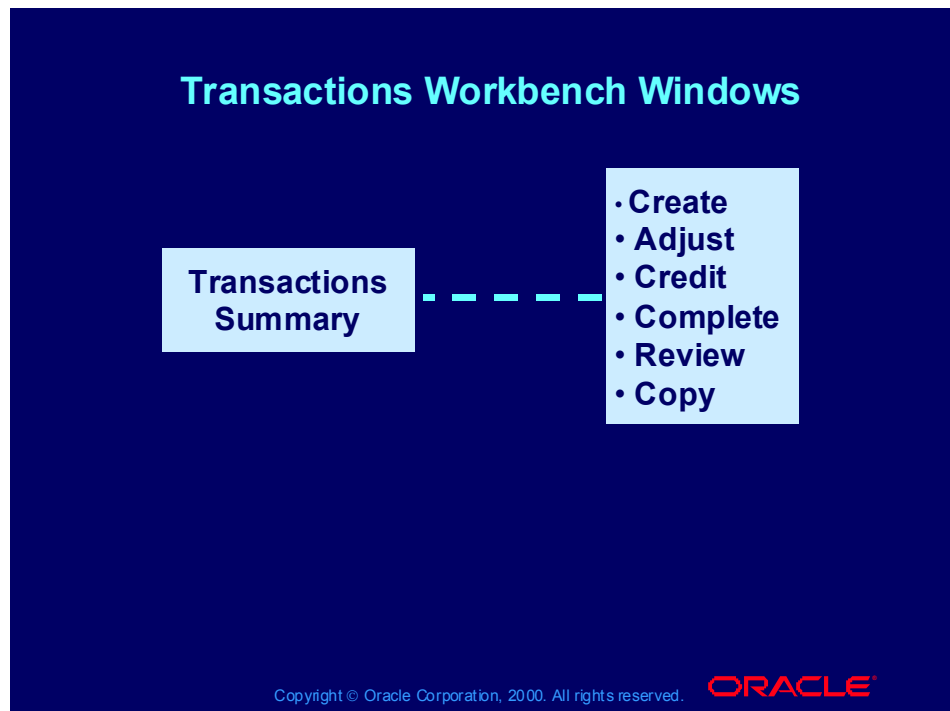 Transactions Workbench Windows
Transactions
Summary
• Create
• Adjust
• Credit
• Complete
• Review
• Copy
Copyright © Oracle Corporation, 2000. All rights reserved.
ORACLE®